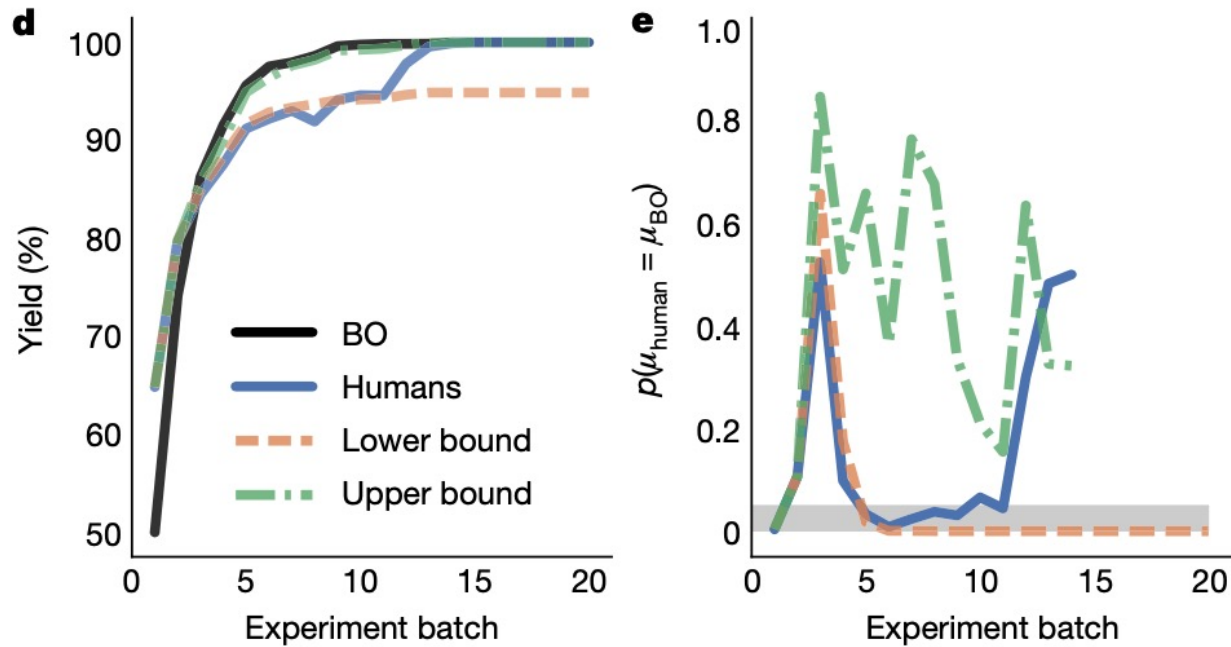 d
Yield (%)
100
90
80
70
60
50
BO
Humans
Lower bound
Upper bound
0 5 10 15 20
Experiment batch
e
p(μhuman = μBO)
1.0
0.8
0.6
0.4
0.2
0
0 5 10 15 20
Experiment batch